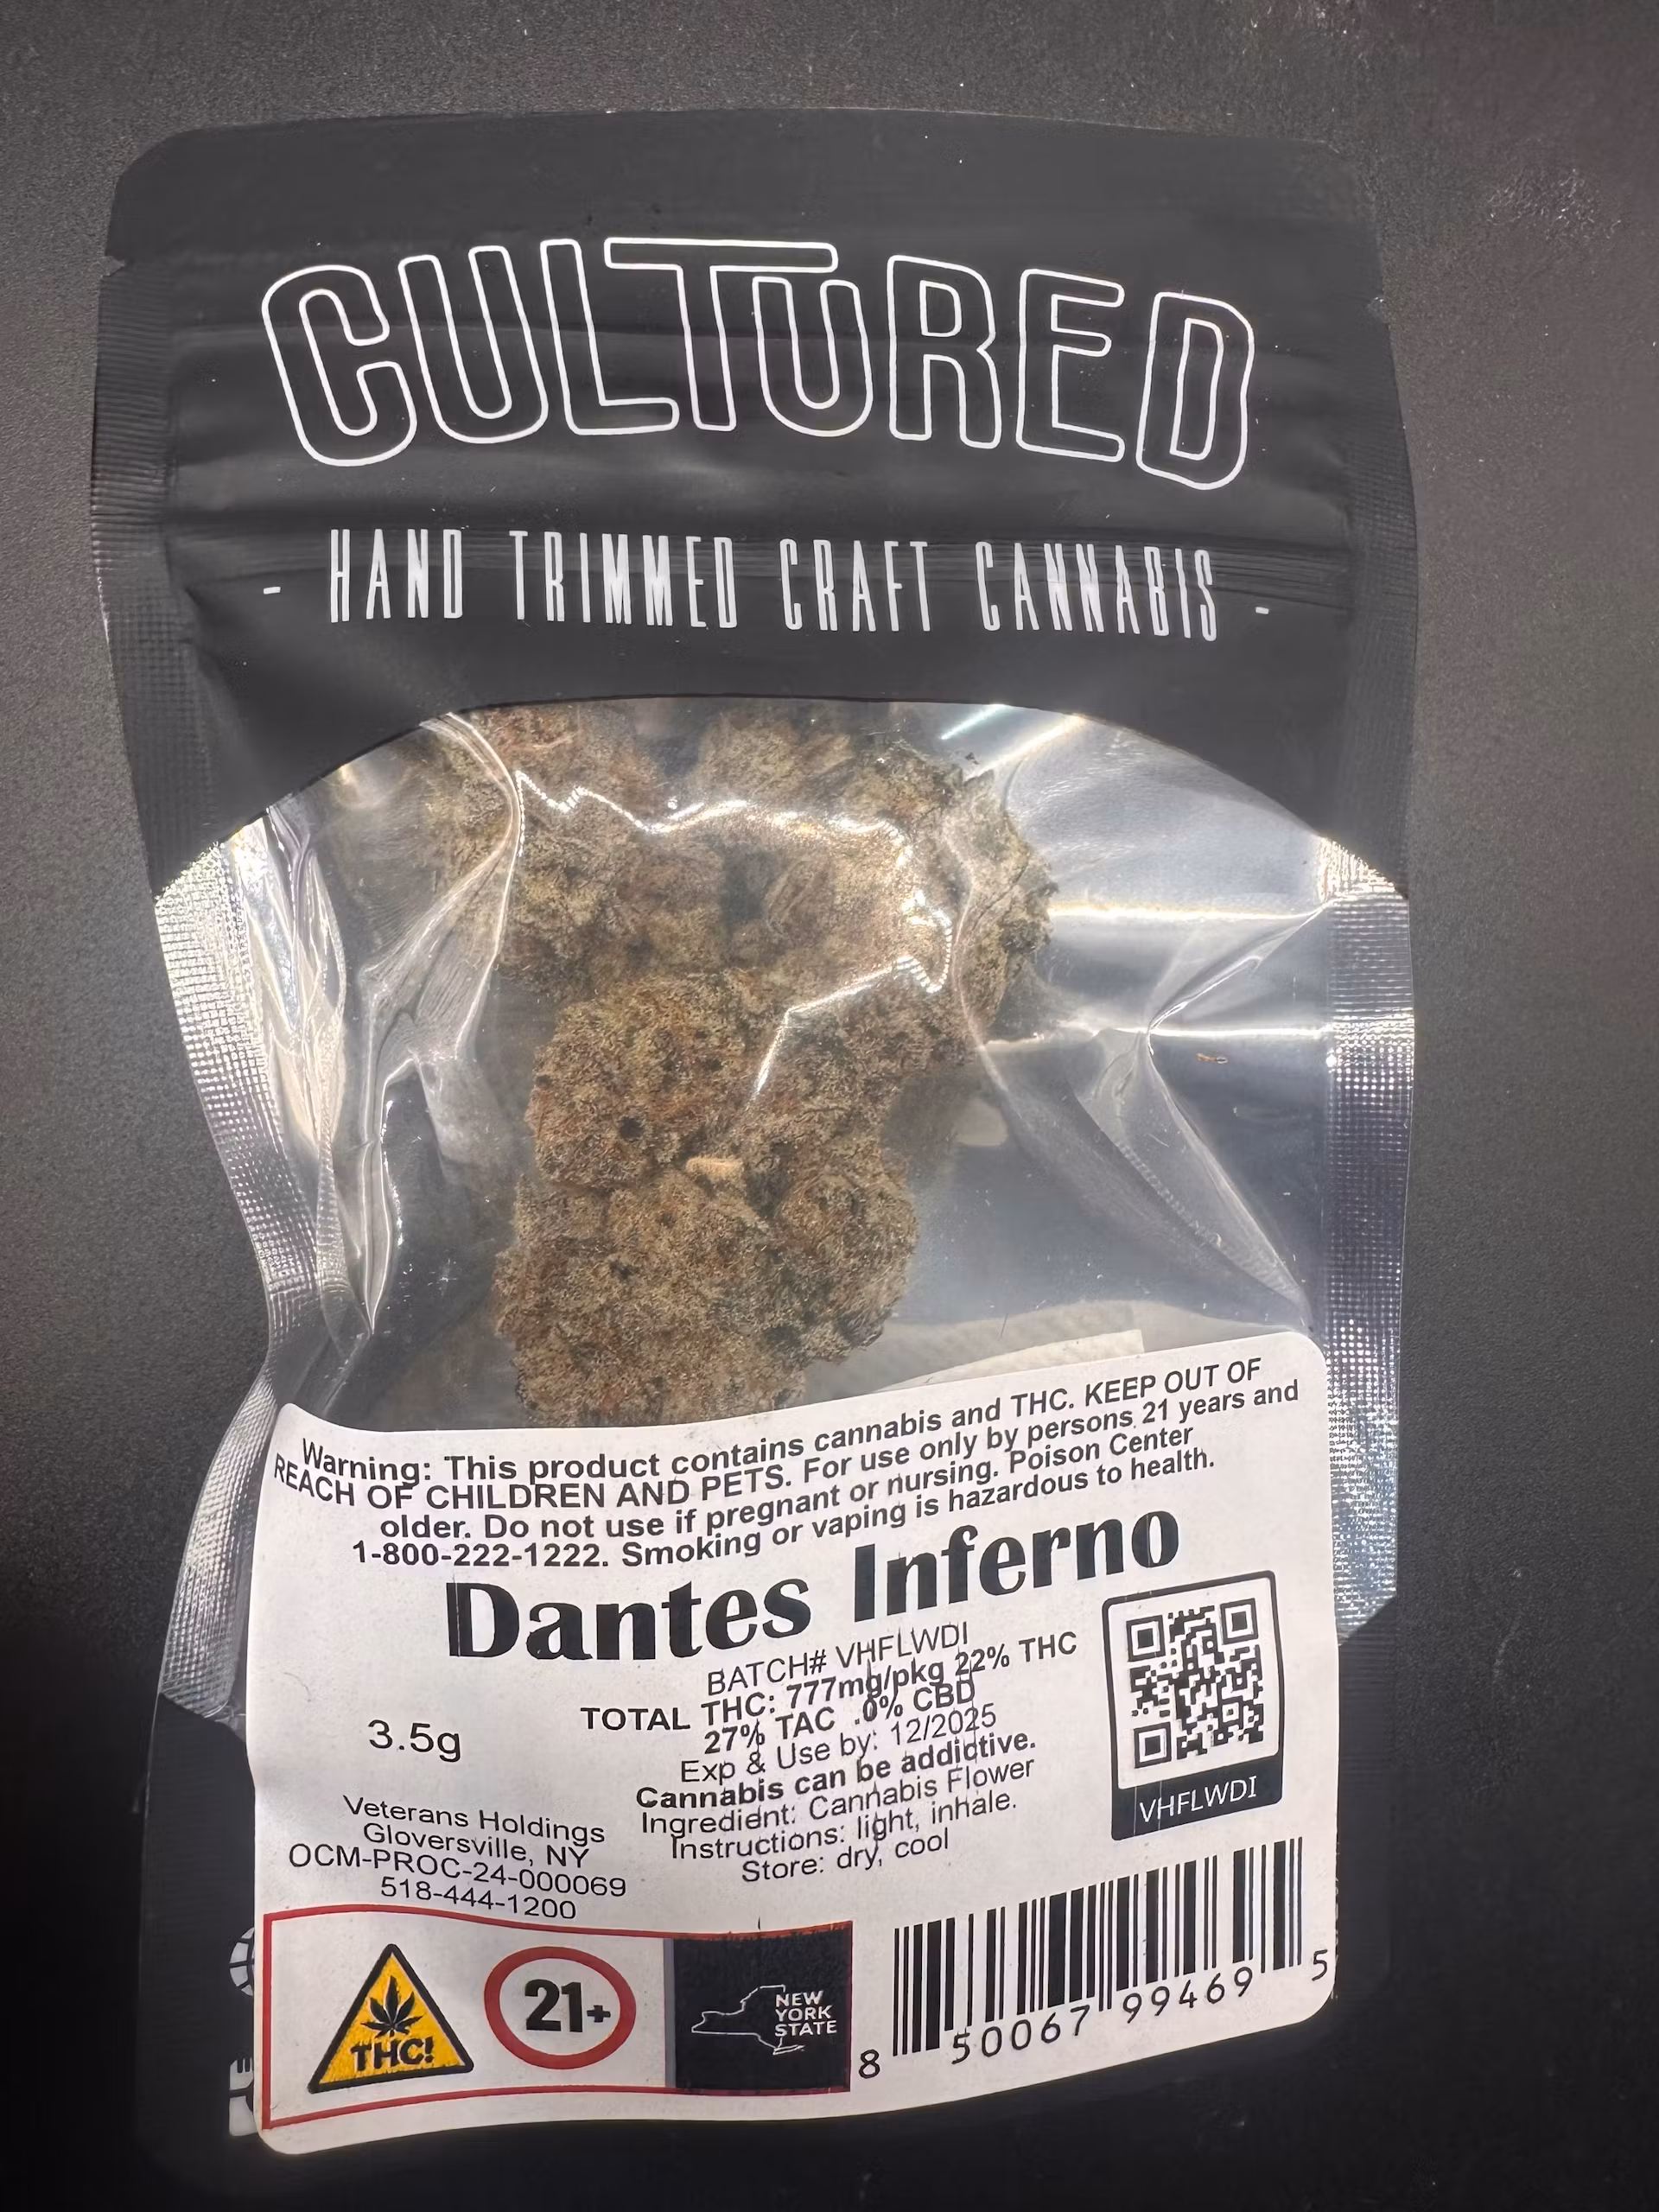 CULTURED
- HAND TRIMMED CRAFT CANNABIS -
Warning: This product contains cannabis and THC. KEEP OUT OF
REACH OF CHILDREN AND PETS. For use only by persons 21 years and
older. Do not use if pregnant or nursing. Poison Center
1-800-222-1222. Smoking or vaping is hazardous to health.
Dantes Inferno
BATCH# VHFLWDI
TOTAL THC: 777mg/pkg 22% THC
27% TAC .0% CBD
Exp & Use by: 12/2025
Cannabis can be addictive.
Ingredient: Cannabis Flower
Instructions: light, inhale.
Store: dry, cool
3.5g
Veterans Holdings
Gloversville, NY
OCM-PROC-24-000069
518-444-1200
VHFLWDI
THC!
21+
NEW
YORK
STATE
8 50067 99469 5